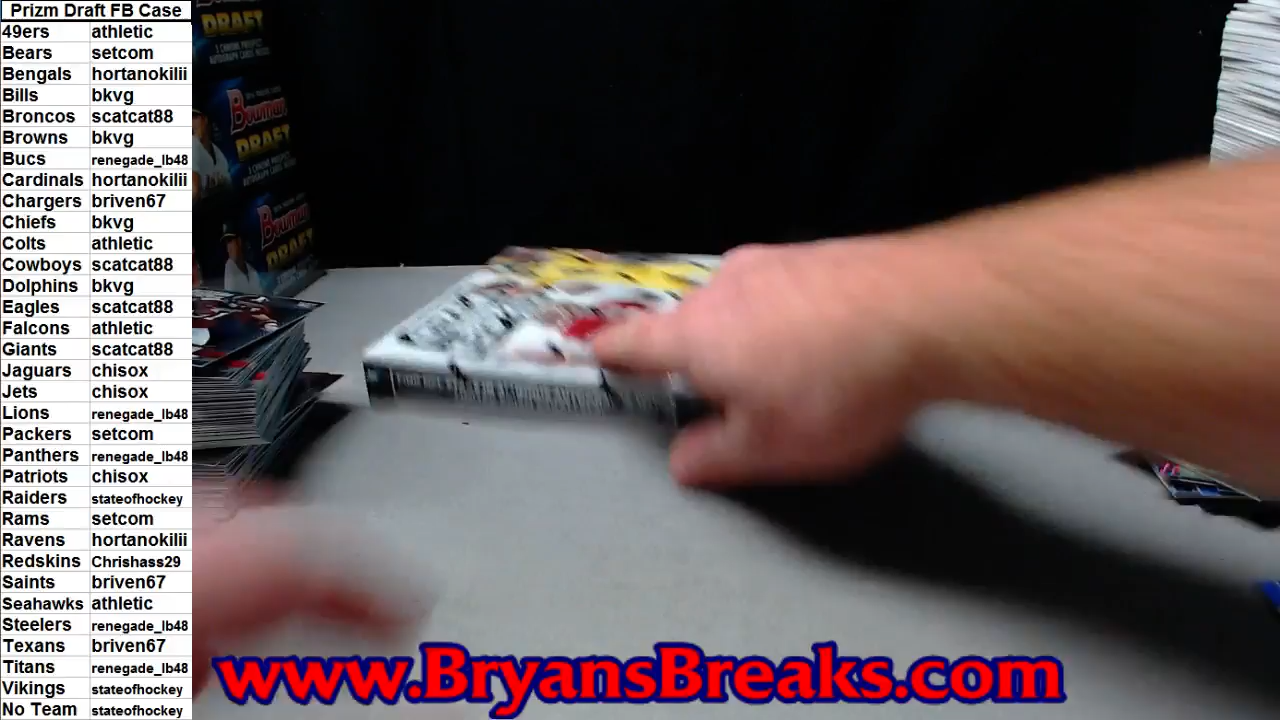 Prizm Draft FB Case
49ers athletic
Bears setcom
Bengals hortanokilii
Bills bkvg
Broncos scatcat88
Browns bkvg
Bucs renegade_lb48
Cardinals hortanokilii
Chargers briven67
Chiefs bkvg
Colts athletic
Cowboys scatcat88
Dolphins bkvg
Eagles scatcat88
Falcons athletic
Giants scatcat88
Jaguars chisox
Jets chisox
Lions renegade_lb48
Packers setcom
Panthers renegade_lb48
Patriots chisox
Raiders stateofhockey
Rams setcom
Ravens hortanokilii
Redskins Chrishass29
Saints briven67
Seahawks athletic
Steelers renegade_lb48
Texans briven67
Titans renegade_lb48
Vikings stateofhockey
No Team stateofhockey
DRAFT
Bowman
DRAFT
Bowman
DRAFT
www.BryansBreaks.com